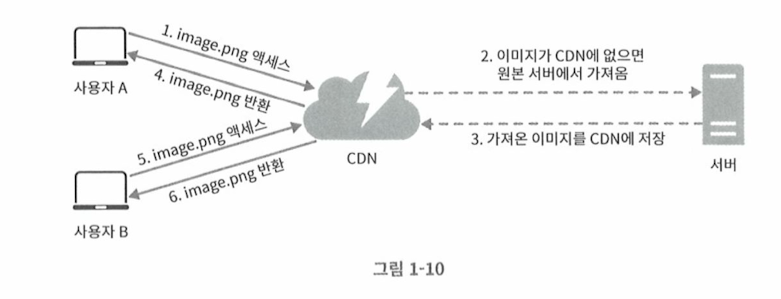 1. image.png 액세스
4. image.png 반환
사용자 A
5. image.png 액세스
6. image.png 반환
사용자 B
CDN
2. 이미지가 CDN에 없으면
원본 서버에서 가져옴
3. 가져온 이미지를 CDN에 저장
서버
그림 1-10